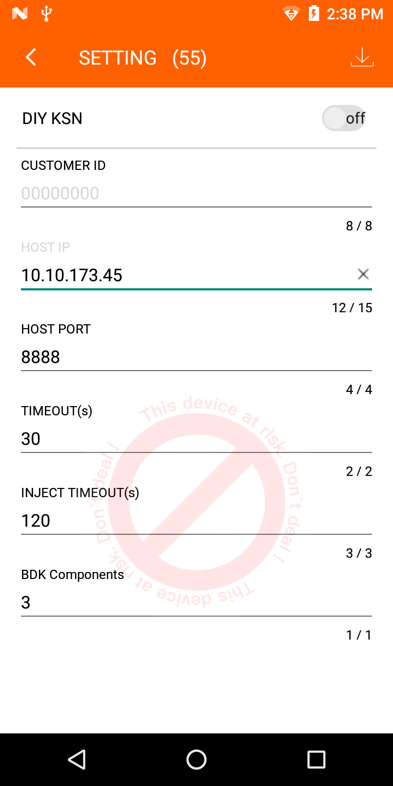 2:38 PM
SETTING (55)
DIY KSN
off
CUSTOMER ID
00000000
8 / 8
HOST IP
10.10.173.45
12 / 15
HOST PORT
8888
4 / 4
TIMEOUT(s)
30
2 / 2
INJECT TIMEOUT(s)
120
3 / 3
BDK Components
3
1 / 1
This device at risk. Don't deal !
This device at risk. Don't deal !